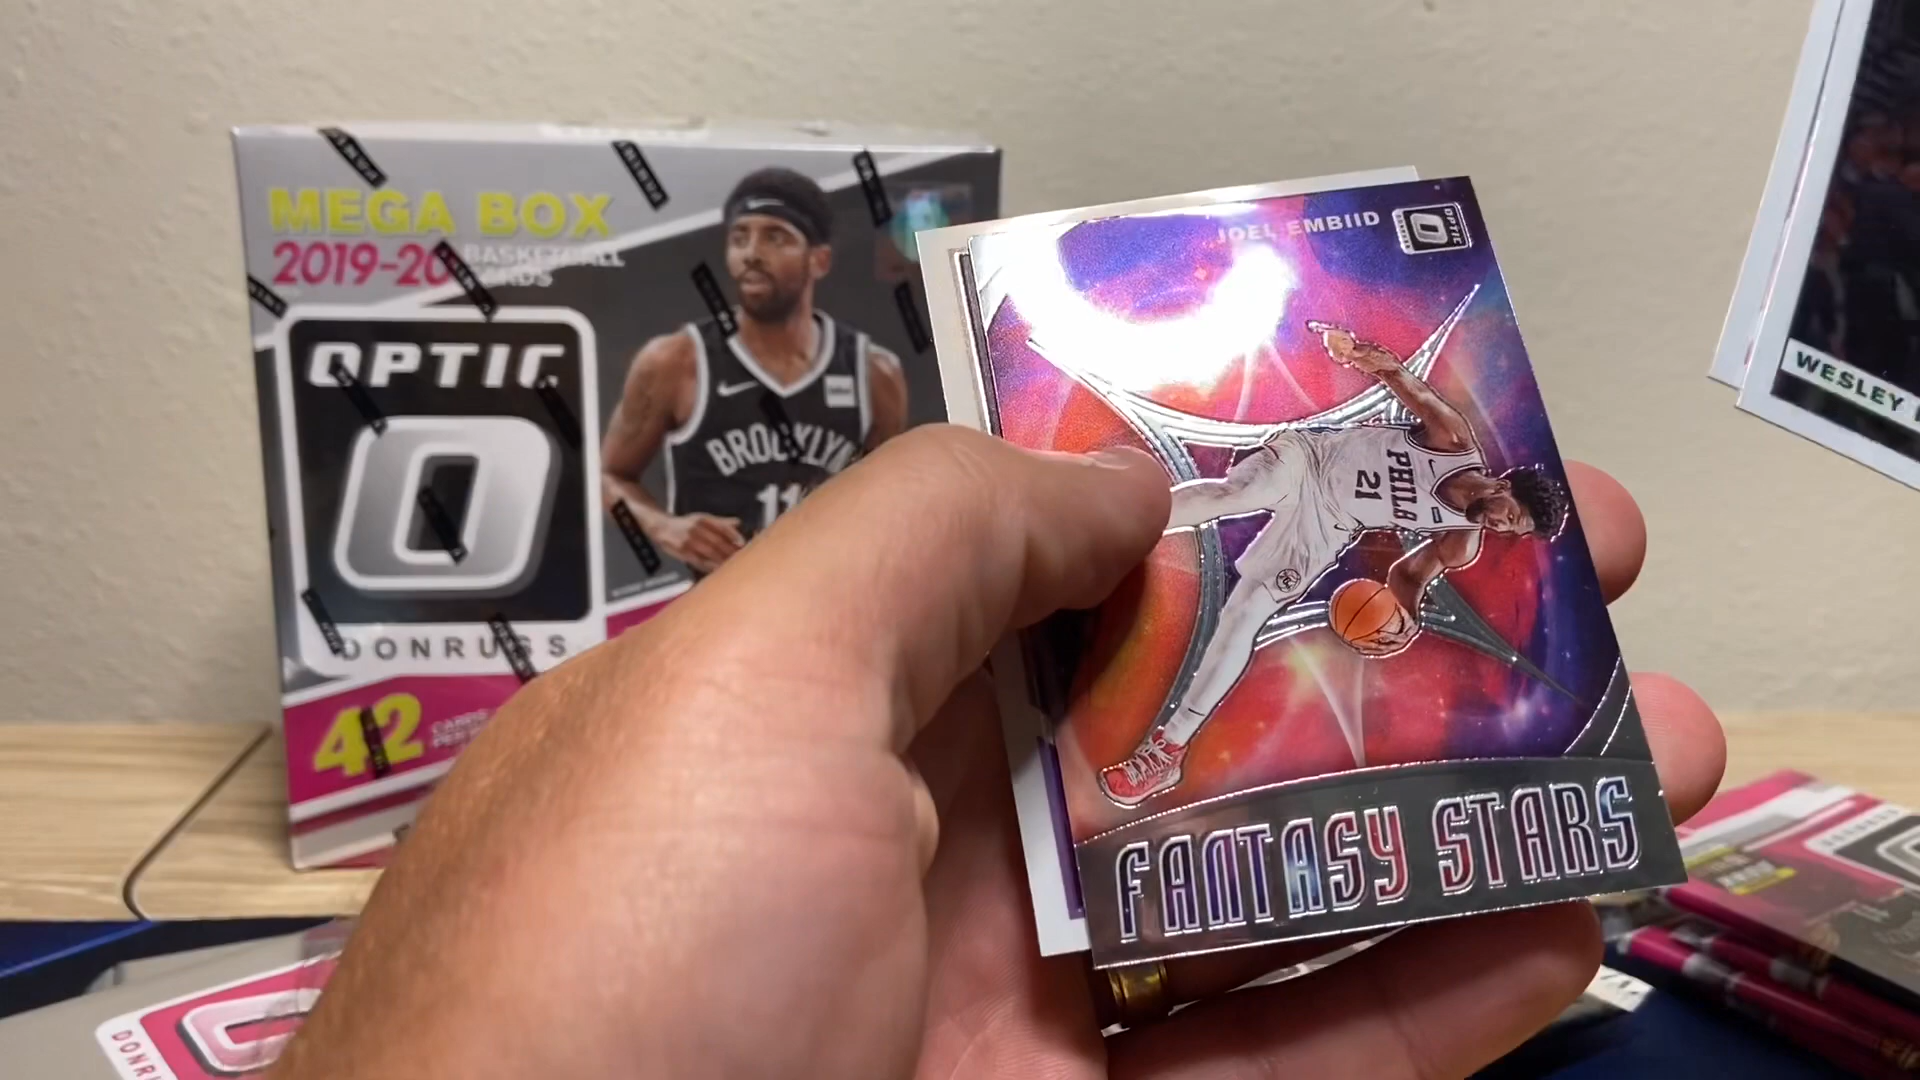 MEGA BOX
2019-20 BASKETBALL
CARDS
OPTIC
DONRUSS
42 CARDS
PER
BROOKLYN
11
JOEL EMBIID
OPTIC
PHILA
21
FANTASY STARS
WESLEY